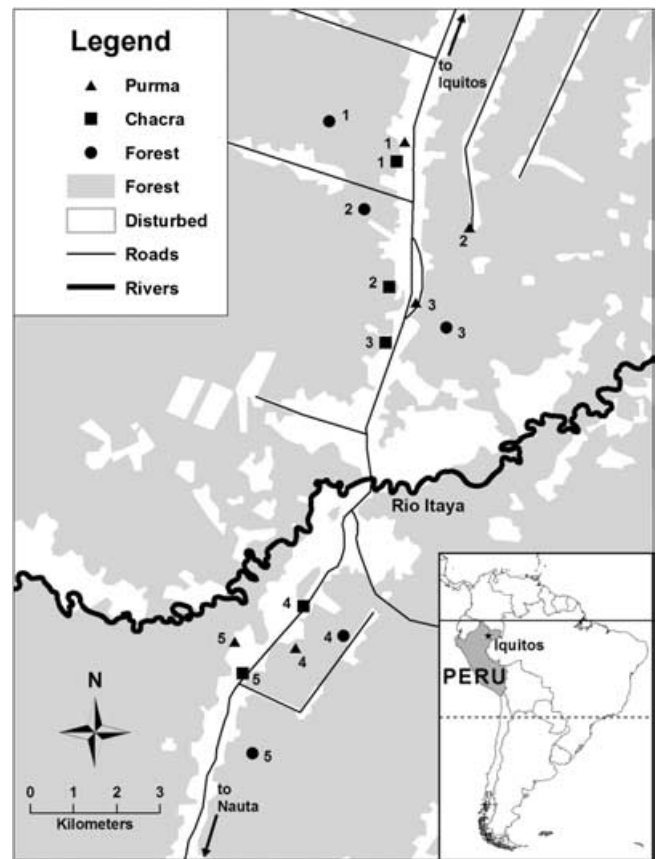 Legend
Purma
Chacra
Forest
Forest
Disturbed
Roads
Rivers
to
Iquitos
1
1
1
2
2
2
3
3
3
Rio Itaya
4
4
4
5
5
5
N
0 1 2 3
Kilometers
to
Nauta
Iquitos
PERU